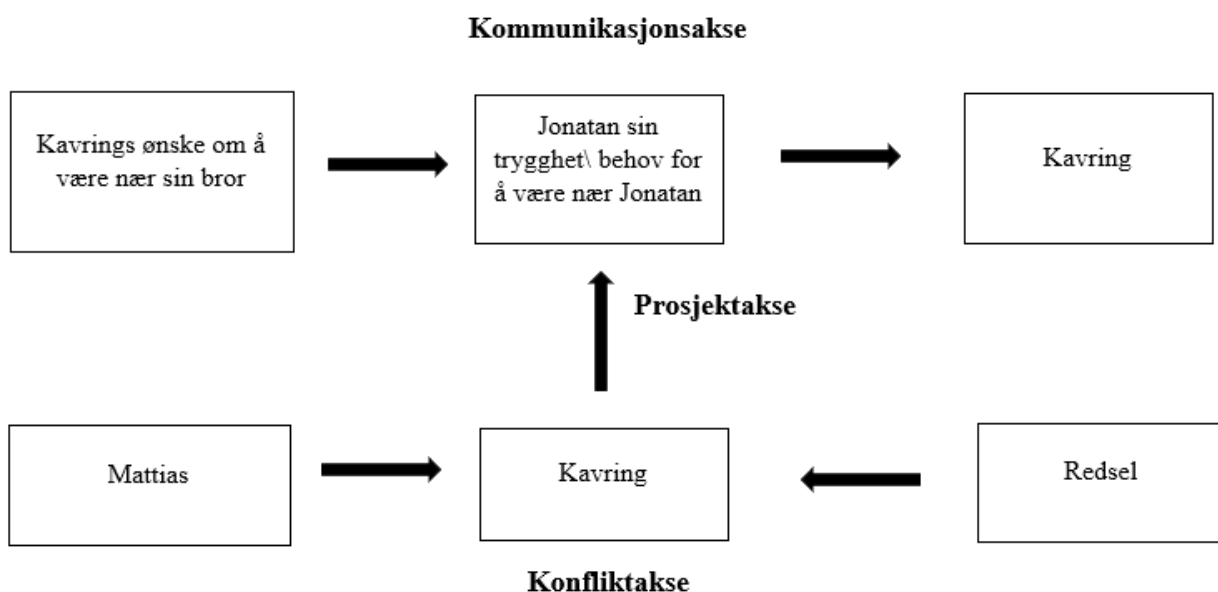 Kommunikasjonsakse
Kavrings ønske om å
være nær sin bror
Jonatan sin
trygghet\ behov for
å være nær Jonatan
Kavring
Prosjektakse
Mattias
Kavring
Redsel
Konfliktakse